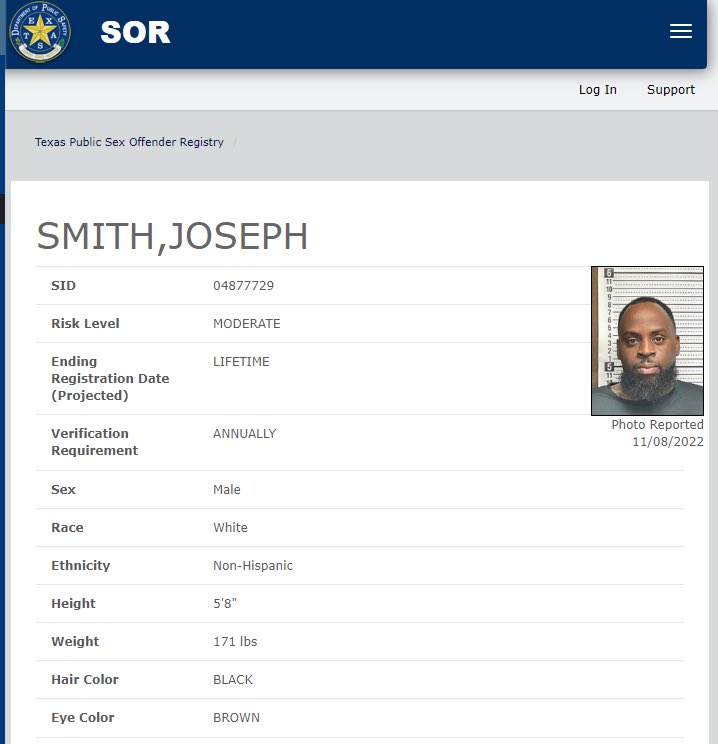 DEPARTMENT OF PUBLIC SAFETY
TEXAS
SOR
Log In Support
Texas Public Sex Offender Registry /
SMITH,JOSEPH
SID 04877729
Risk Level MODERATE
Ending LIFETIME
Registration Date
(Projected)
Verification ANNUALLY
Requirement
6
11
10
9
8
7
6
5
4
3
2
1
5
11
Photo Reported
11/08/2022
Sex Male
Race White
Ethnicity Non-Hispanic
Height 5'8"
Weight 171 lbs
Hair Color BLACK
Eye Color BROWN